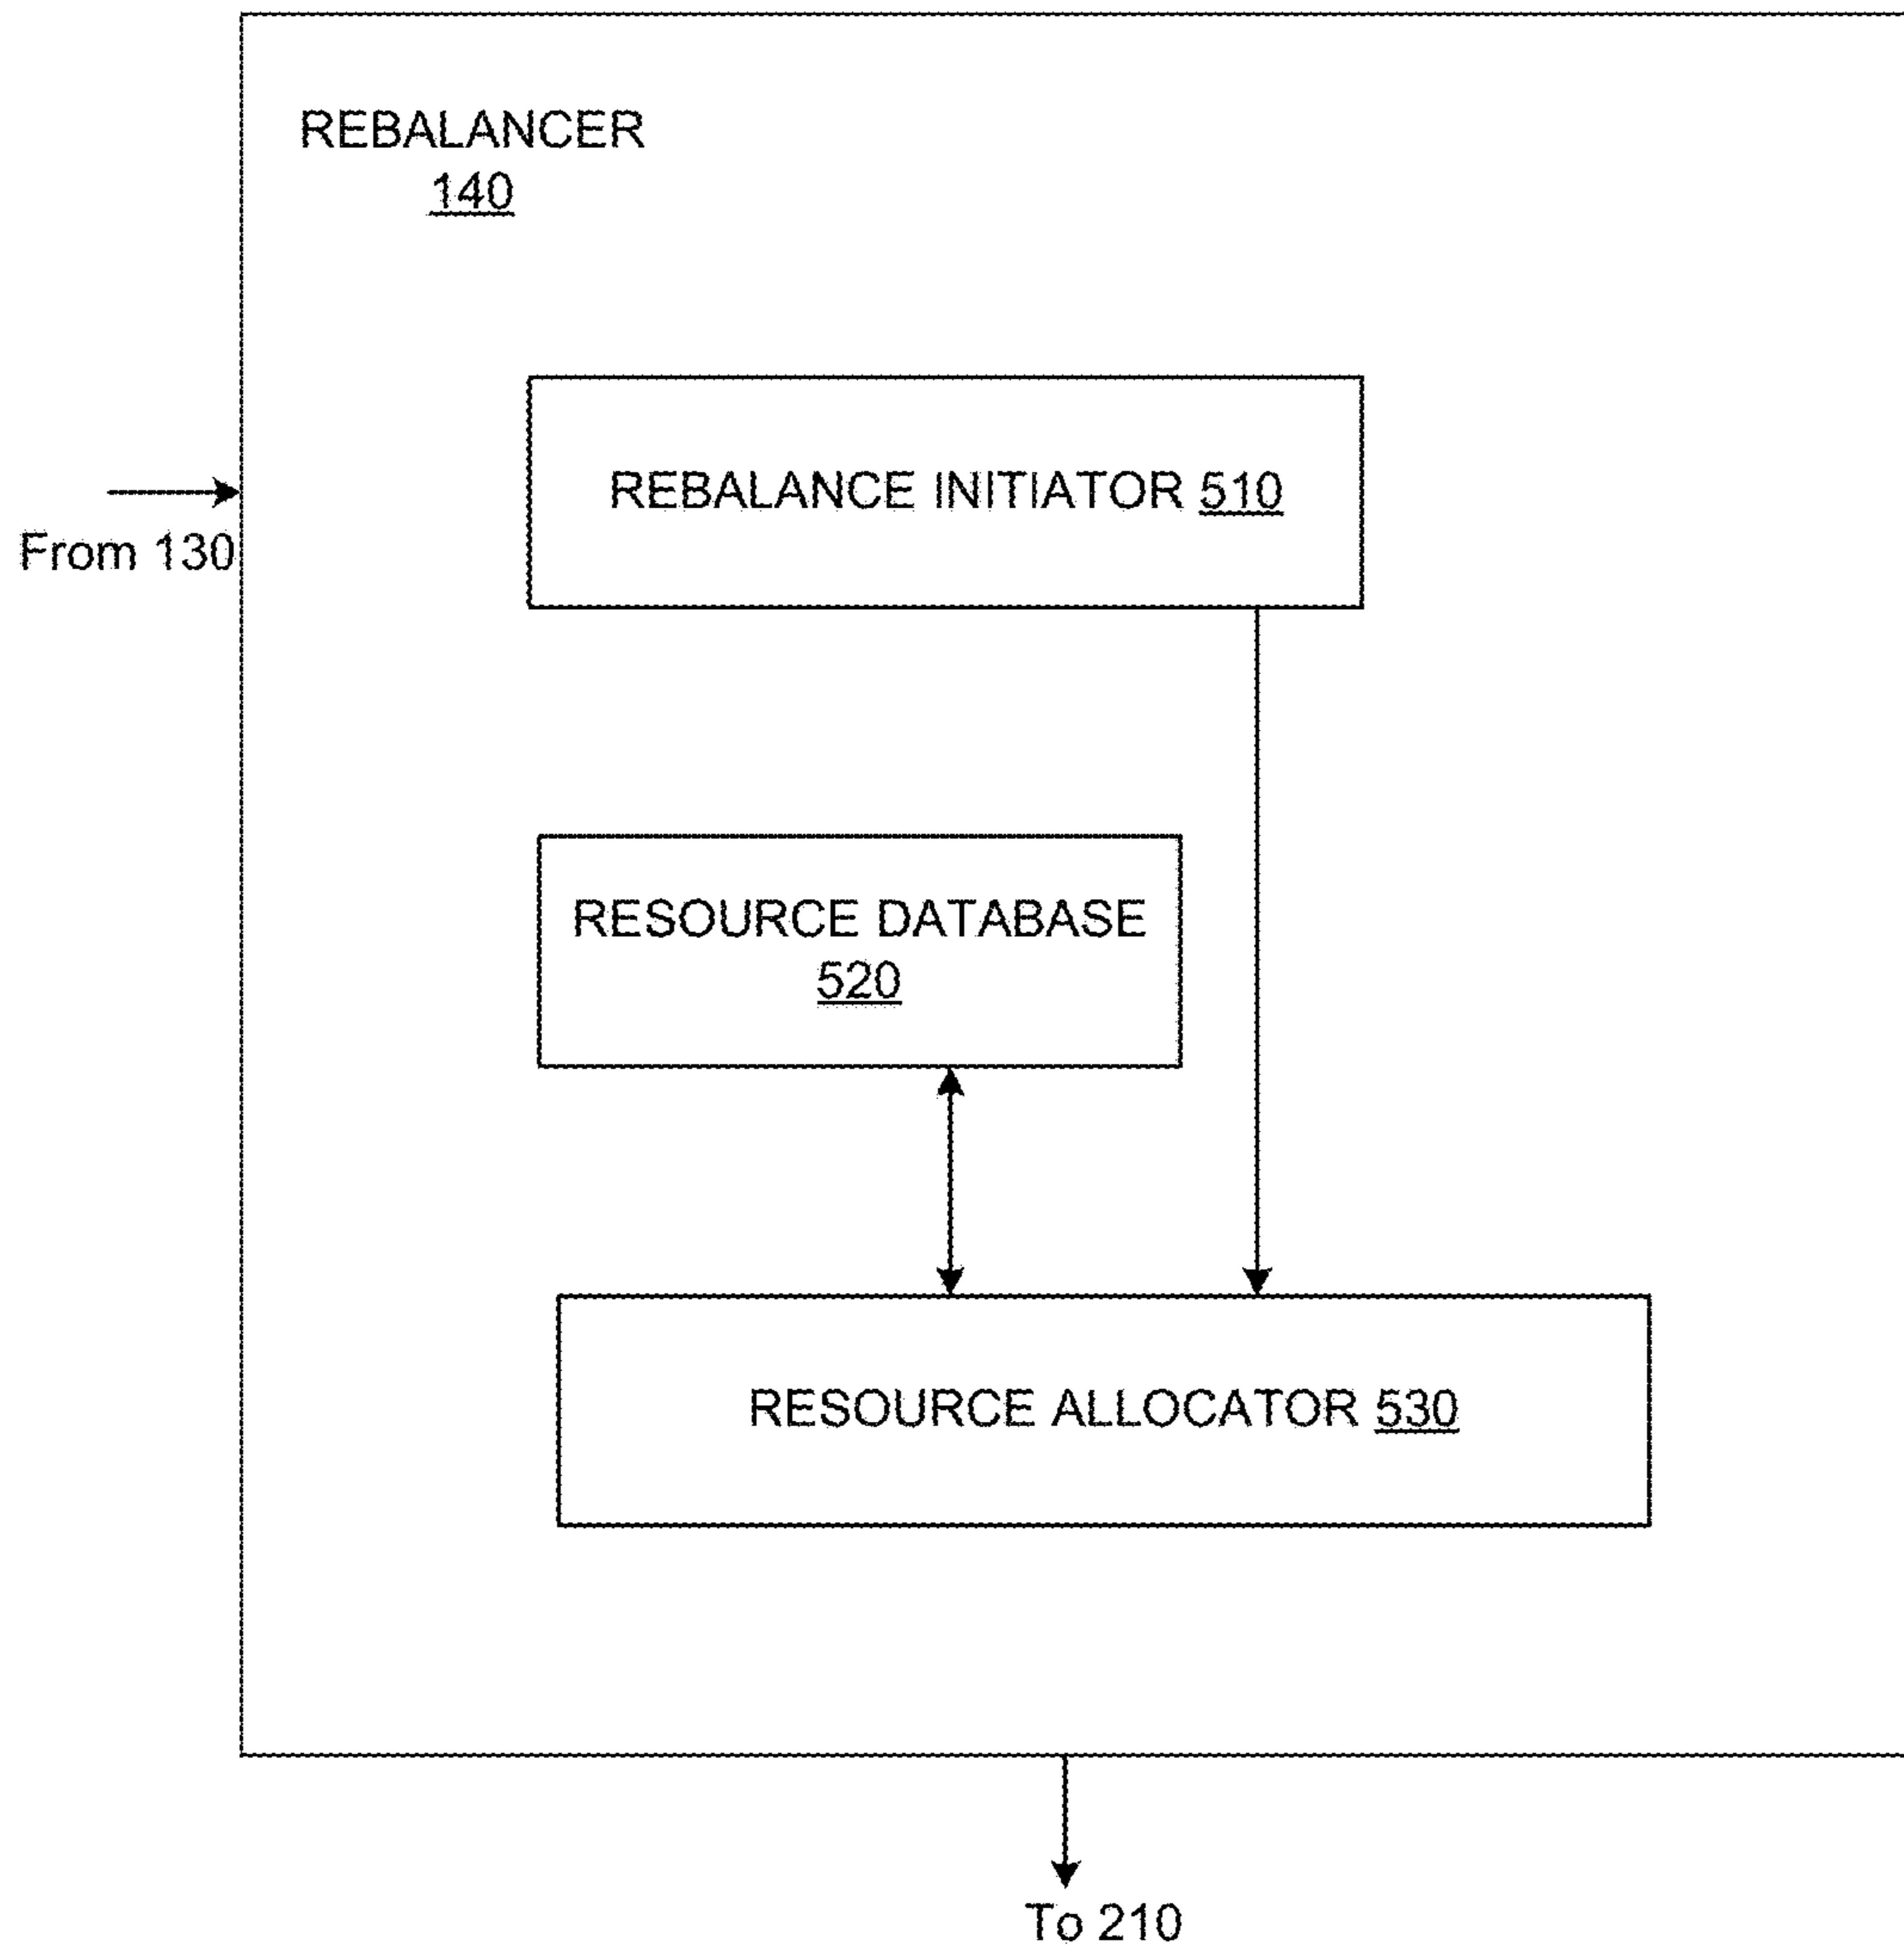 REBALANCER
140
REBALANCE INITIATOR 510
From 130
RESOURCE DATABASE
520
RESOURCE ALLOCATOR 530
To 210